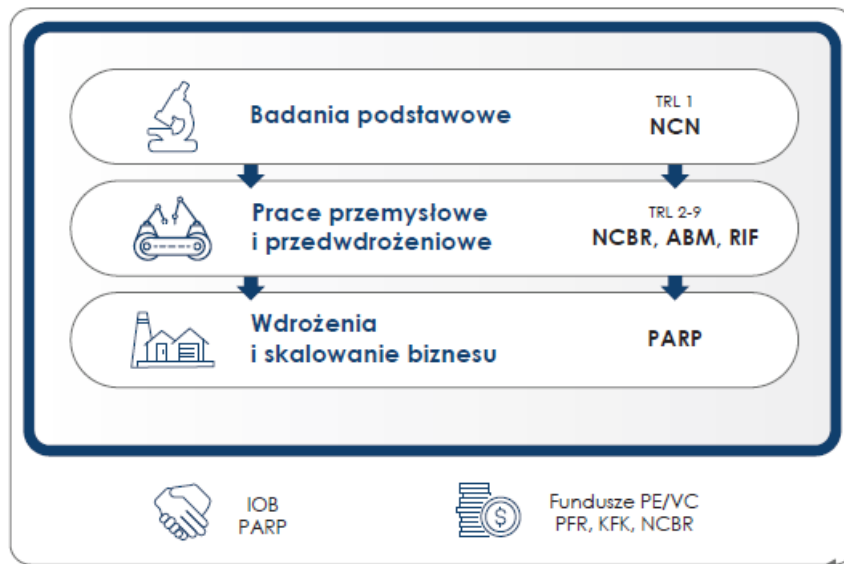 Badania podstawowe
TRL 1
NCN
Prace przemysłowe
i przedwdrożeniowe
TRL 2-9
NCBR, ABM, RIF
Wdrożenia
i skalowanie biznesu
PARP
IOB
PARP
Fundusze PE/VC
PFR, KFK, NCBR